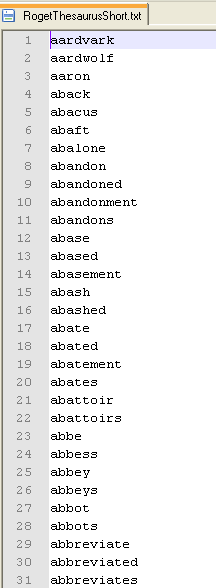 RogetThesaurusShort.txt
1 aardvark
2 aardwolf
3 aaron
4 aback
5 abacus
6 abaft
7 abalone
8 abandon
9 abandoned
10 abandonment
11 abandons
12 abase
13 abased
14 abasement
15 abash
16 abashed
17 abate
18 abated
19 abatement
20 abates
21 abattoir
22 abattoirs
23 abbe
24 abbess
25 abbey
26 abbeys
27 abbot
28 abbots
29 abbreviate
30 abbreviated
31 abbreviates